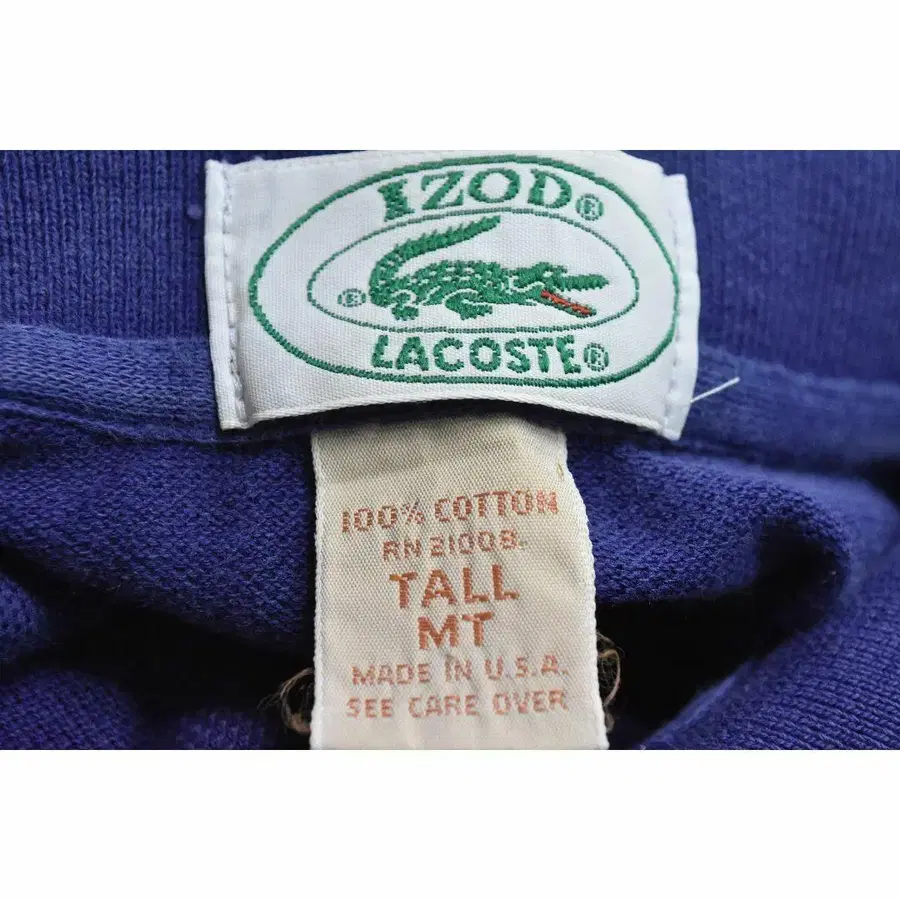 IZOD®
®
LACOSTE®
100% COTTON
RN 21008
TALL
MT
MADE IN U.S.A.
SEE CARE OVER